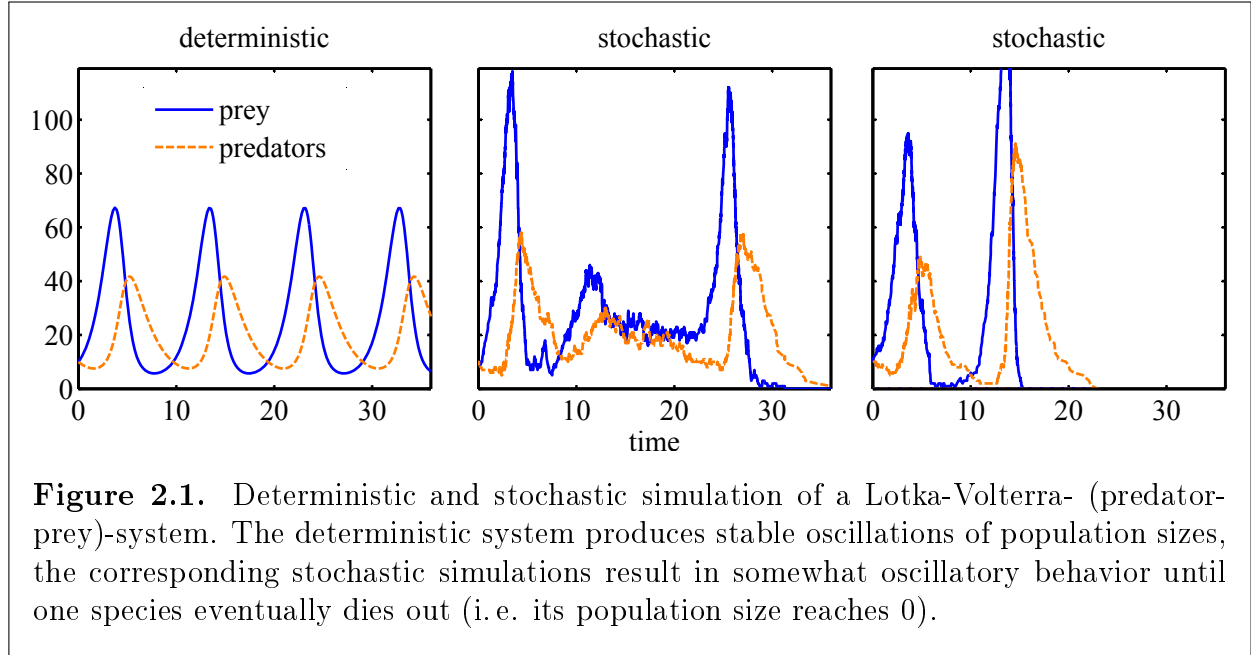 deterministic
stochastic
stochastic
prey
predators
100
80
60
40
20
0
0 10 20 30
0 10 20 30
0 10 20 30
time
Figure 2.1. Deterministic and stochastic simulation of a Lotka-Volterra- (predator-
prey)-system. The deterministic system produces stable oscillations of population sizes,
the corresponding stochastic simulations result in somewhat oscillatory behavior until
one species eventually dies out (i. e. its population size reaches 0).